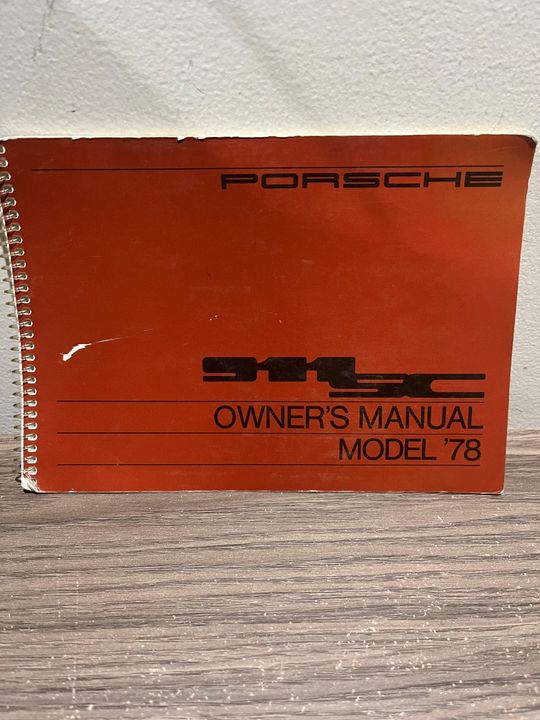 PORSCHE
911SC
OWNER'S MANUAL
MODEL '78